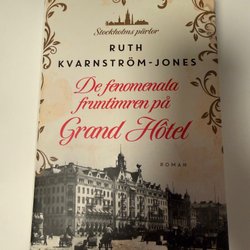 Stockholms pärlor
RUTH
KVARNSTRÖM-JONES
De fenomenala
fruntimren på
Grand Hôtel
ROMAN